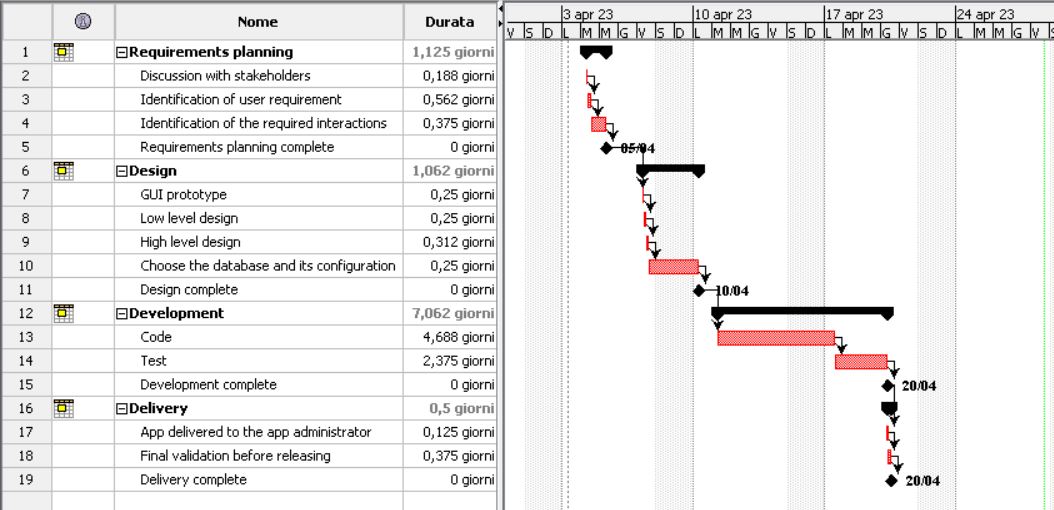 Nome Durata 3 apr 23 10 apr 23 17 apr 23 24 apr 23
V S D L M M G V S D L M M G V S D L M M G V S D L M M G V S
1 Requirements planning 1,125 giorni
2 Discussion with stakeholders 0,188 giorni
3 Identification of user requirement 0,562 giorni
4 Identification of the required interactions 0,375 giorni
5 Requirements planning complete 0 giorni 05/04
6 Design 1,062 giorni
7 GUI prototype 0,25 giorni
8 Low level design 0,25 giorni
9 High level design 0,312 giorni
10 Choose the database and its configuration 0,25 giorni
11 Design complete 0 giorni 10/04
12 Development 7,062 giorni
13 Code 4,688 giorni
14 Test 2,375 giorni
15 Development complete 0 giorni 20/04
16 Delivery 0,5 giorni
17 App delivered to the app administrator 0,125 giorni
18 Final validation before releasing 0,375 giorni
19 Delivery complete 0 giorni 20/04